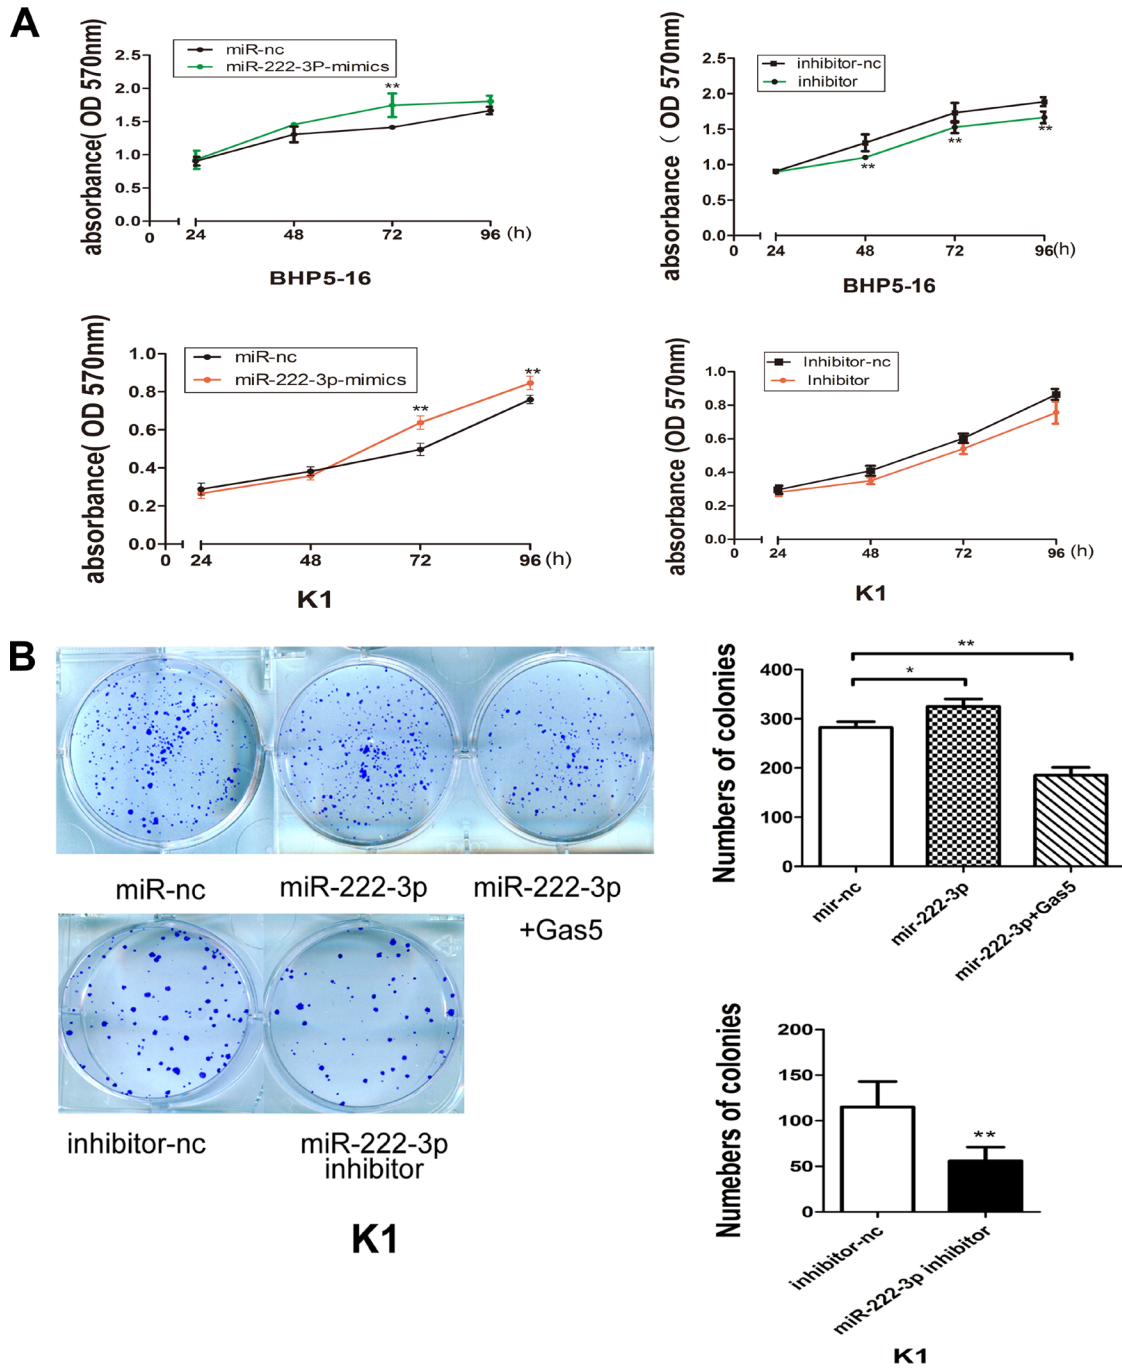 A
miR-nc
miR-222-3P-mimics
absorbance( OD 570nm)
2.5
2.0
1.5
1.0
0.5
0.0
**
0
24
48
72
96 (h)
BHP5-16
inhibitor-nc
inhibitor
absorbance ( OD 570nm)
2.5
2.0
1.5
1.0
0.5
0.0
**
**
**
0
24
48
72
96(h)
BHP5-16
miR-nc
miR-222-3p-mimics
absorbance( OD 570nm)
1.0
0.8
0.6
0.4
0.2
0.0
**
**
0
24
48
72
96 (h)
K1
Inhibitor-nc
Inhibitor
absorbance (OD 570nm)
1.0
0.8
0.6
0.4
0.2
0.0
0
24
48
72
96 (h)
K1
B
miR-nc
miR-222-3p
miR-222-3p
+Gas5
inhibitor-nc
miR-222-3p
inhibitor
K1
Numbers of colonies
400
300
200
100
0
**
*
mir-nc
mir-222-3p
mir-222-3p+Gas5
Numebers of colonies
200
150
100
50
0
**
inhibitor-nc
miR-222-3p inhibitor
K1